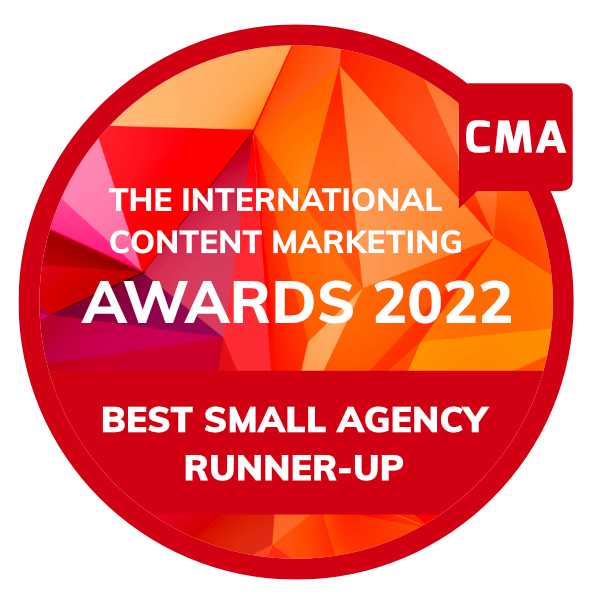 CMA
THE INTERNATIONAL
CONTENT MARKETING
AWARDS 2022
BEST SMALL AGENCY
RUNNER-UP